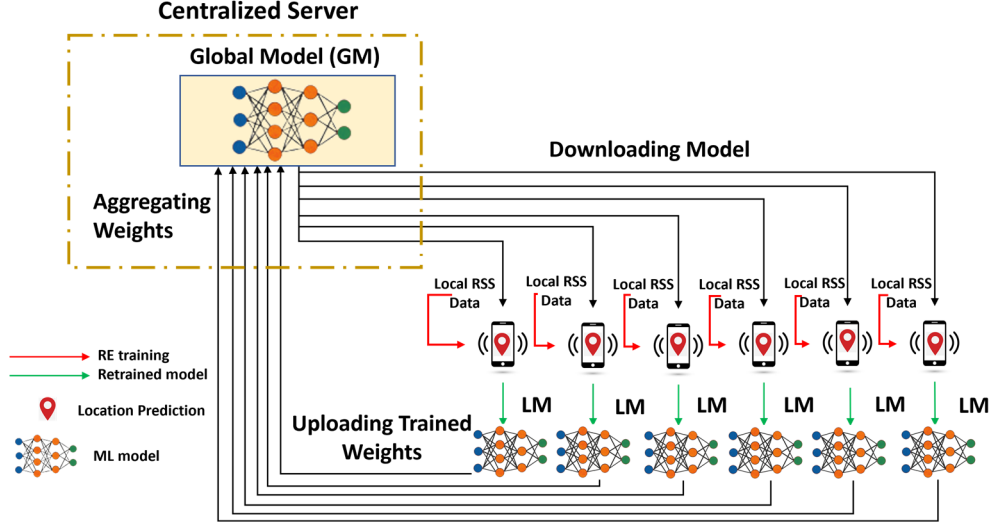 Centralized Server
Global Model (GM)
Downloading Model
Aggregating
Weights
Local RSS
Data
Local RSS
Data
Local RSS
Data
Local RSS
Data
Local RSS
Data
Local RSS
Data
RE training
Retrained model
Location Prediction
ML model
LM
LM
LM
LM
LM
LM
Uploading Trained
Weights